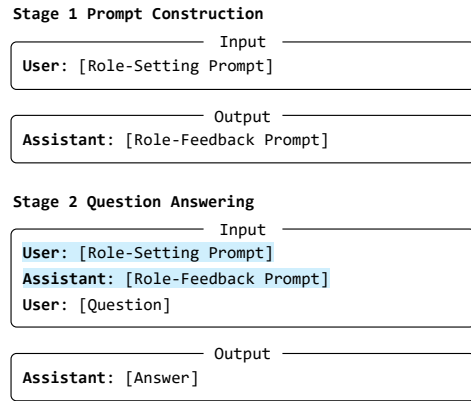 Stage 1 Prompt Construction
Input
User: [Role-Setting Prompt]
Output
Assistant: [Role-Feedback Prompt]
Stage 2 Question Answering
Input
User: [Role-Setting Prompt]
Assistant: [Role-Feedback Prompt]
User: [Question]
Output
Assistant: [Answer]